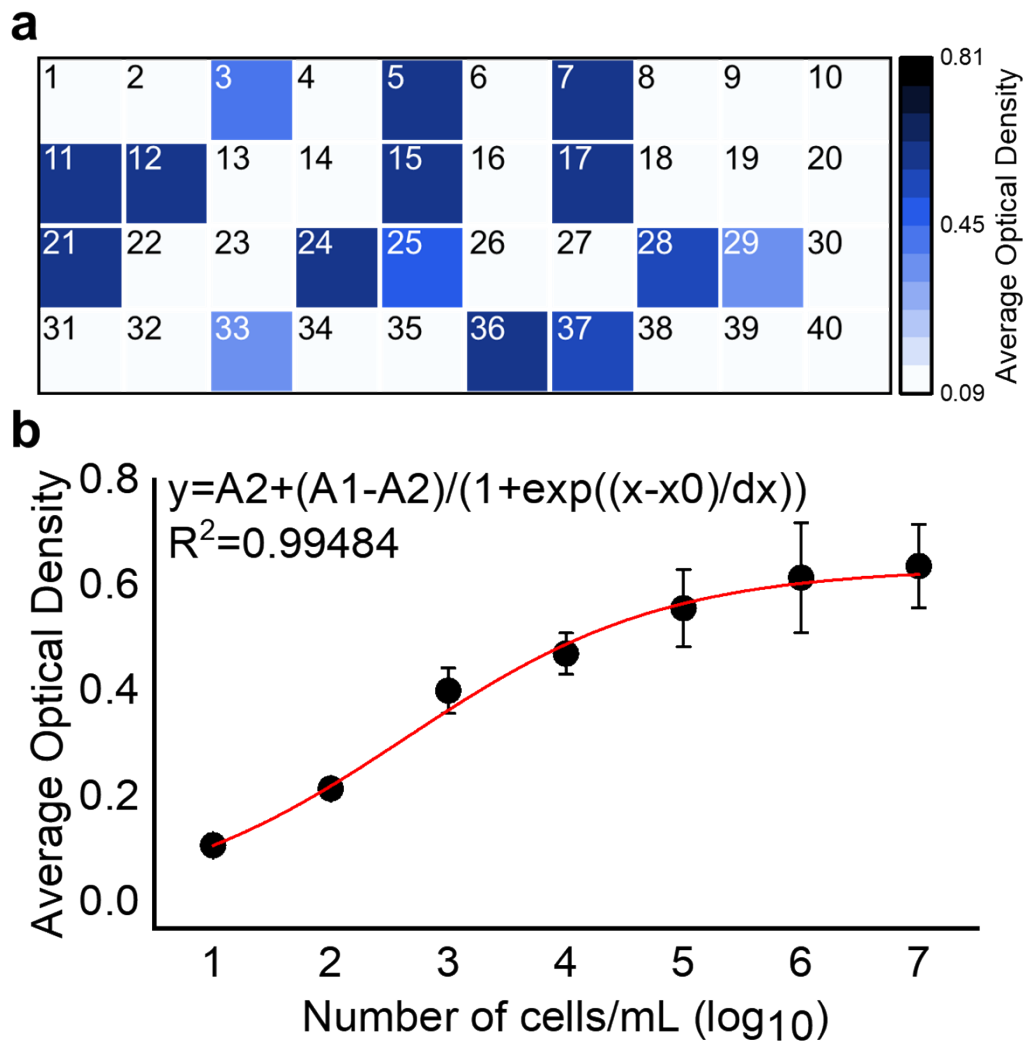 a
1 2 3 4 5 6 7 8 9 10
11 12 13 14 15 16 17 18 19 20
21 22 23 24 25 26 27 28 29 30
31 32 33 34 35 36 37 38 39 40
0.81
0.45
0.09
Average Optical Density
b
y=A2+(A1-A2)/(1+exp((x-x0)/dx))
R²=0.99484
Average Optical Density
0.8
0.6
0.4
0.2
0.0
1 2 3 4 5 6 7
Number of cells/mL (log₁₀)